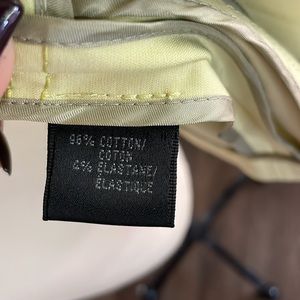 96% COTTON/
COTON
4% ELASTANE/
ELASTIQUE